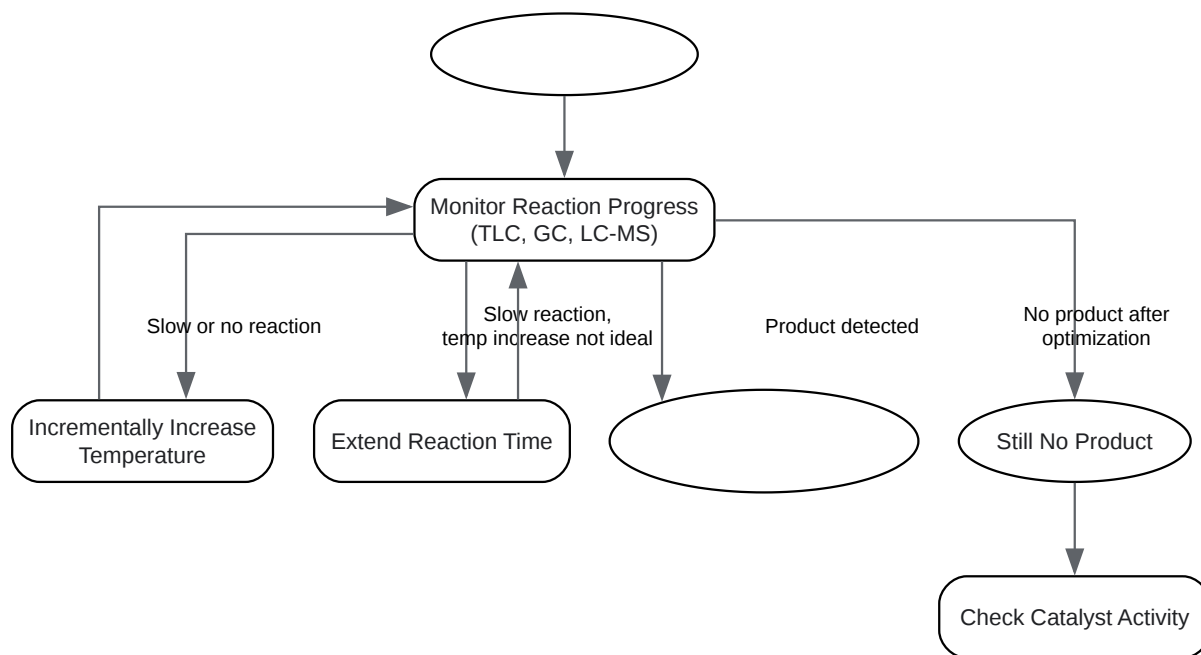 Monitor Reaction Progress
(TLC, GC, LC-MS)
Slow or no reaction
Slow reaction,
temp increase not ideal
Product detected
No product after
optimization
Incrementally Increase
Temperature
Extend Reaction Time
Still No Product
Check Catalyst Activity